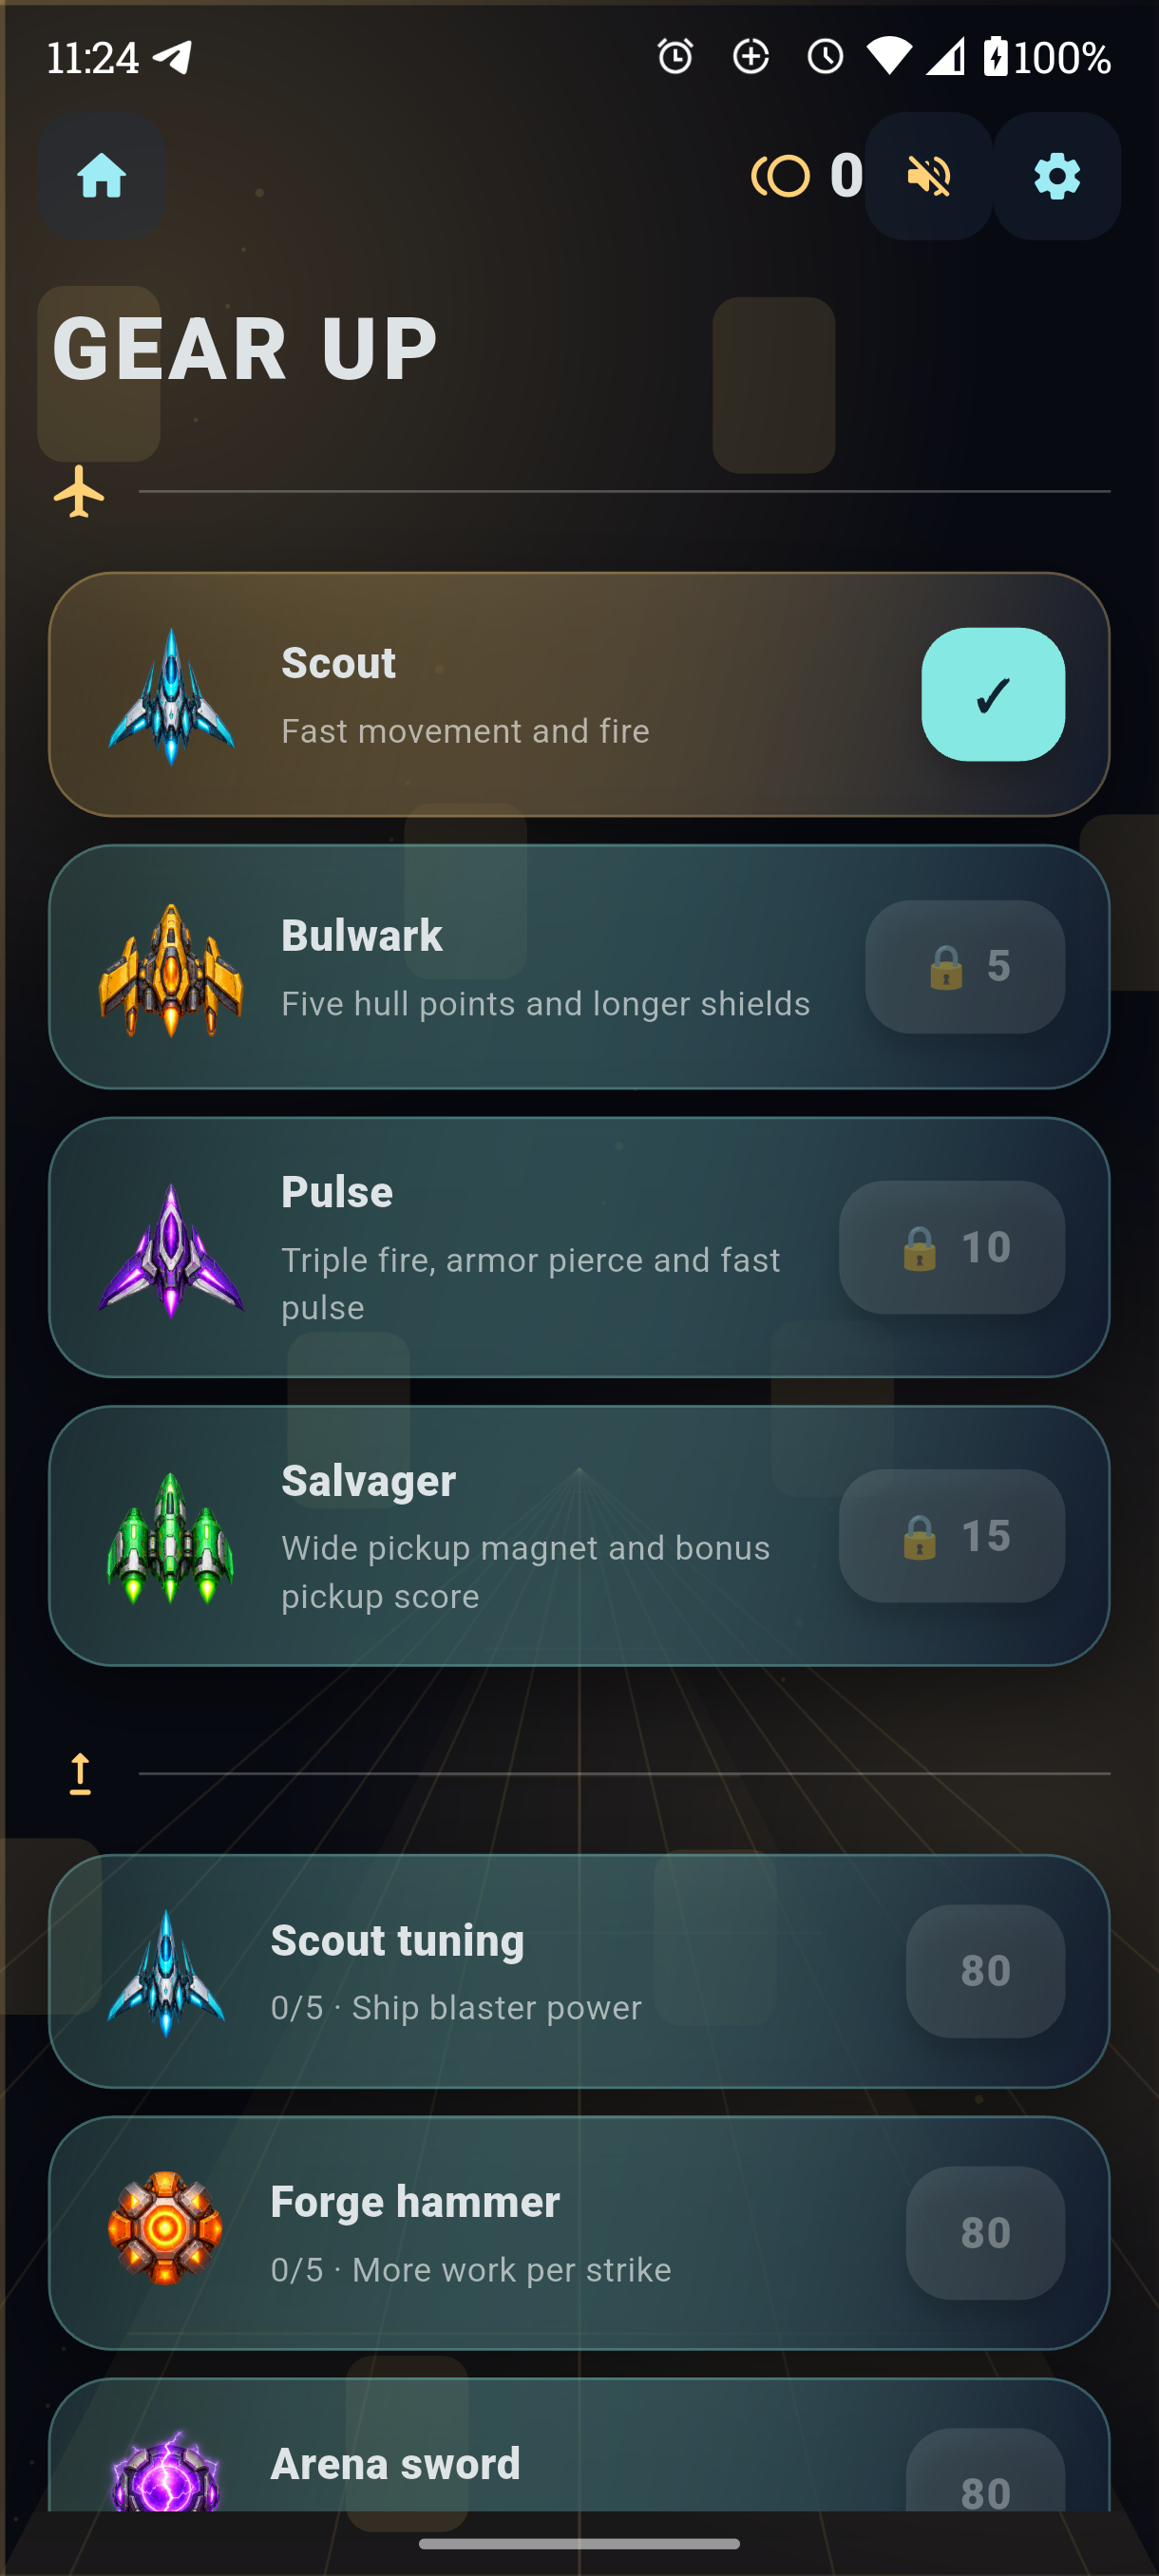 11:24
100%
0
GEAR UP
Scout
Fast movement and fire
✓
Bulwark
Five hull points and longer shields
🔒 5
Pulse
Triple fire, armor pierce and fast
pulse
🔒 10
Salvager
Wide pickup magnet and bonus
pickup score
🔒 15
Scout tuning
0/5 · Ship blaster power
80
Forge hammer
0/5 · More work per strike
80
Arena sword
80